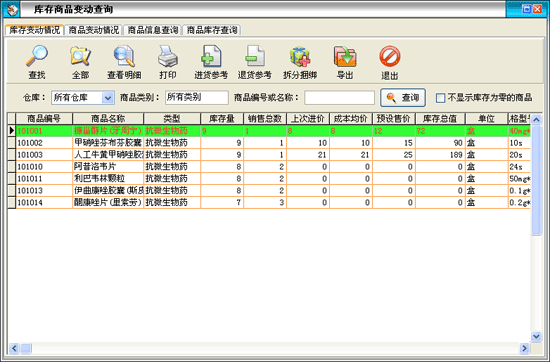 库存商品变动查询
库存变动情况 商品变动情况 商品信息查询 商品库存查询
查找 全部 查看明细 打印 进货参考 退货参考 拆分捆绑 导出 退出
仓库： 所有仓库 商品类别： 所有类别 商品编号或名称： 查询 不显示库存为零的商品
商品编号 商品名称 类型 库存量 销售总数 上次进价 成本均价 预设售价 库存总值 单位 规格型号
101001 抗微生物药 9 1 8 8 12 72 盒 40mg*
101002 甲硝唑芬布芬胶囊 抗微生物药 9 1 10 10 15 90 盒 10s
101003 人工牛黄甲硝唑胶 抗微生物药 9 1 21 21 25 189 盒 20s
101010 阿昔洛韦片 抗微生物药 8 2 0 0 0 0 盒 24s
101011 利巴韦林颗粒 抗微生物药 8 2 0 0 0 0 盒 50mg*
101013 伊曲康唑胶囊(斯皮 抗微生物药 8 2 0 0 0 0 盒 0.1g*
101014 酮康唑片(里素劳) 抗微生物药 7 3 0 0 0 0 盒 0.2g*